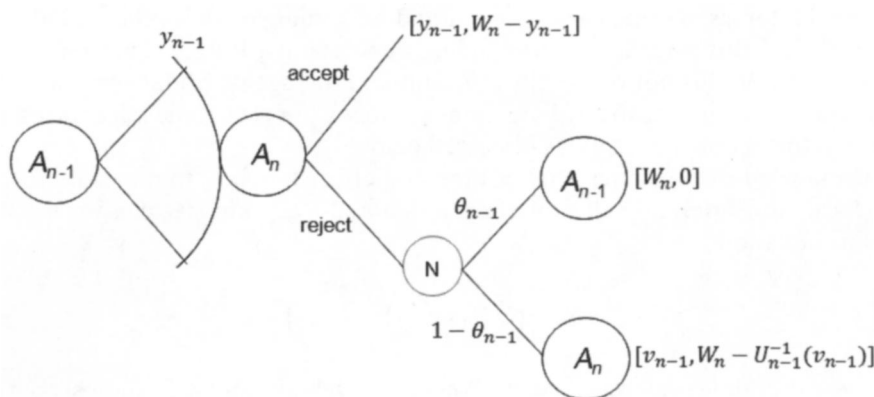 y_{n-1}
[y_{n-1}, W_n − y_{n-1}]
accept
A_{n-1}
A_n
A_{n-1}
[W_n, 0]
θ_{n-1}
reject
N
1 − θ_{n-1}
A_n
[v_{n-1}, W_n − U_{n-1}^{-1}(v_{n-1})]